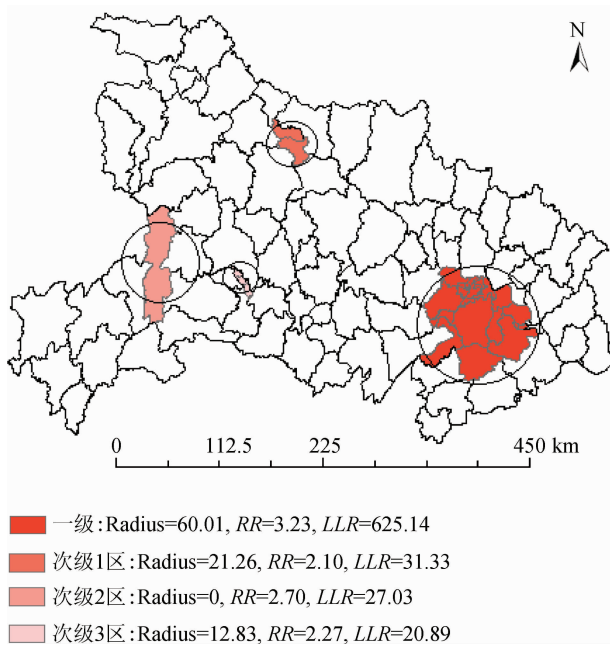 N
0 112.5 225 450 km
一级:Radius=60.01, RR=3.23, LLR=625.14
次级1区:Radius=21.26, RR=2.10, LLR=31.33
次级2区:Radius=0, RR=2.70, LLR=27.03
次级3区:Radius=12.83, RR=2.27, LLR=20.89